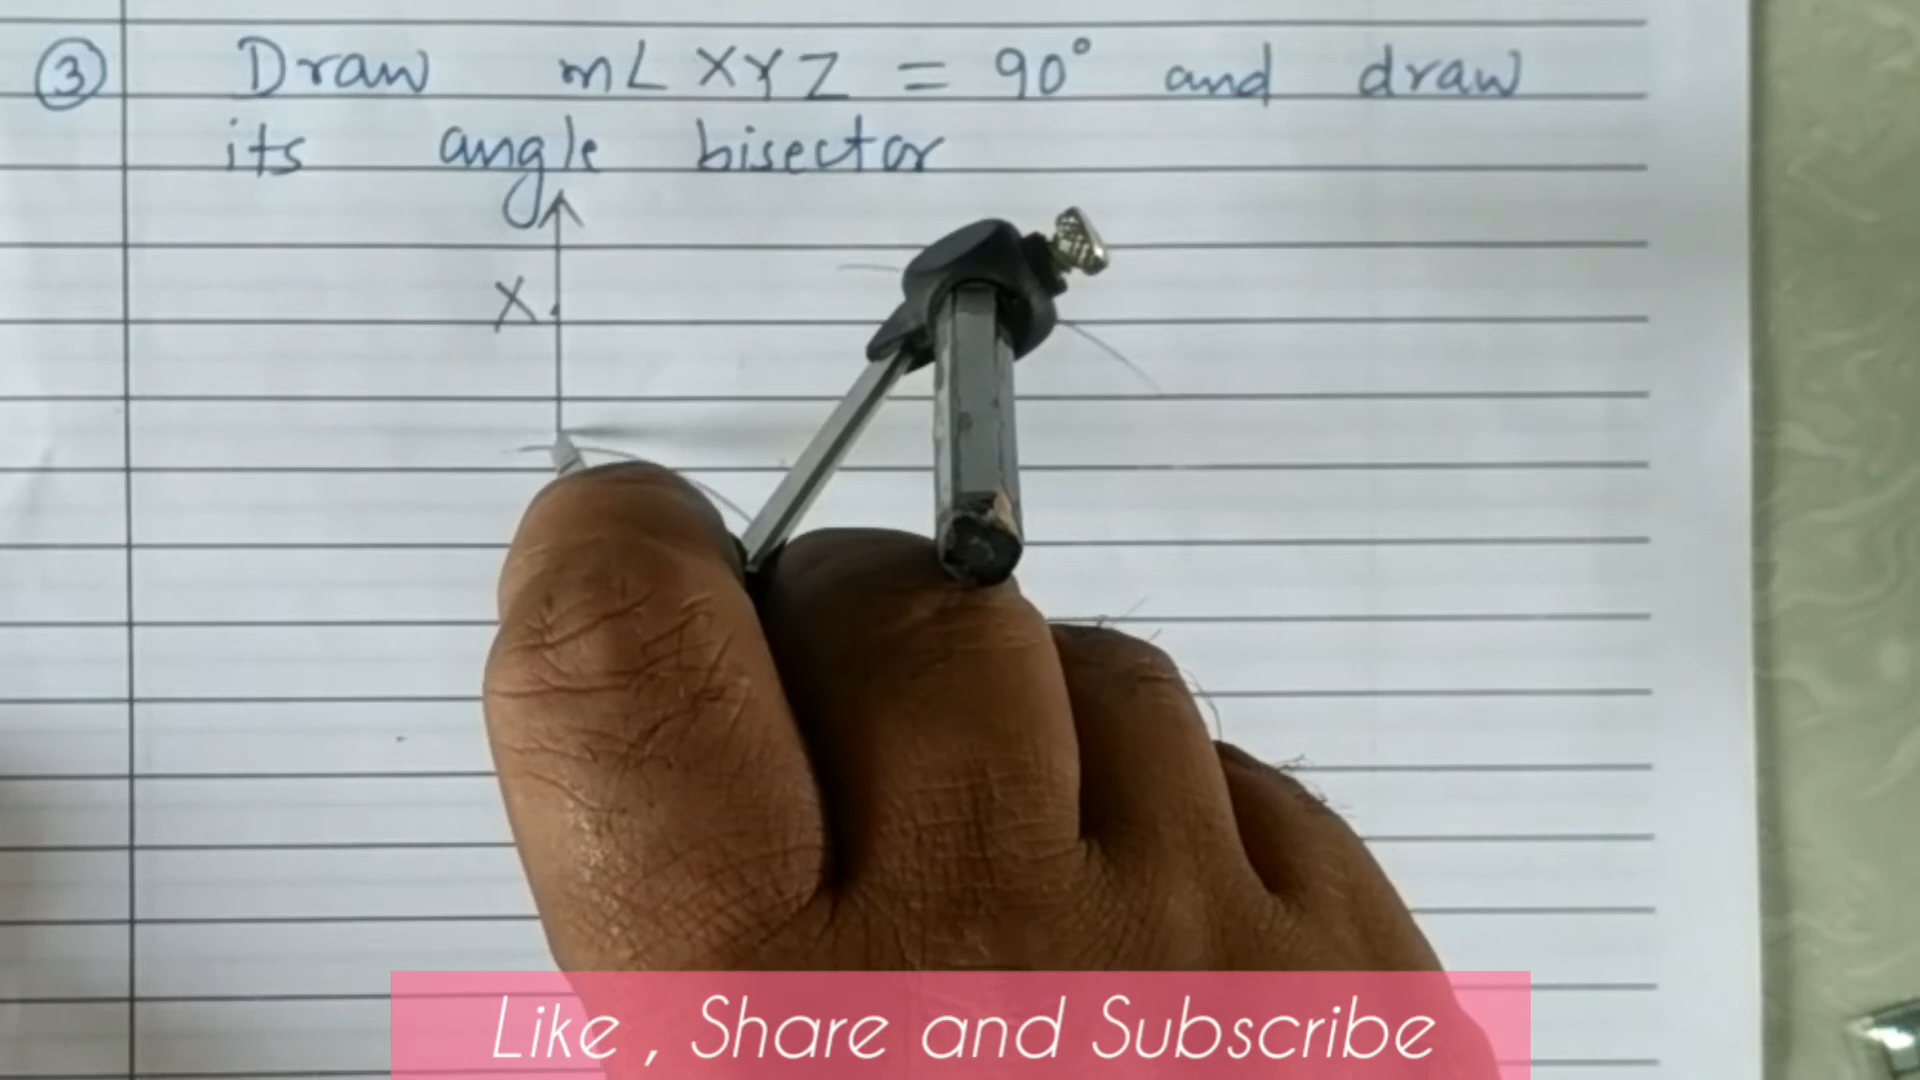 ③ Draw m∠XYZ = 90° and draw
its angle bisector
X
Like, Share and Subscribe